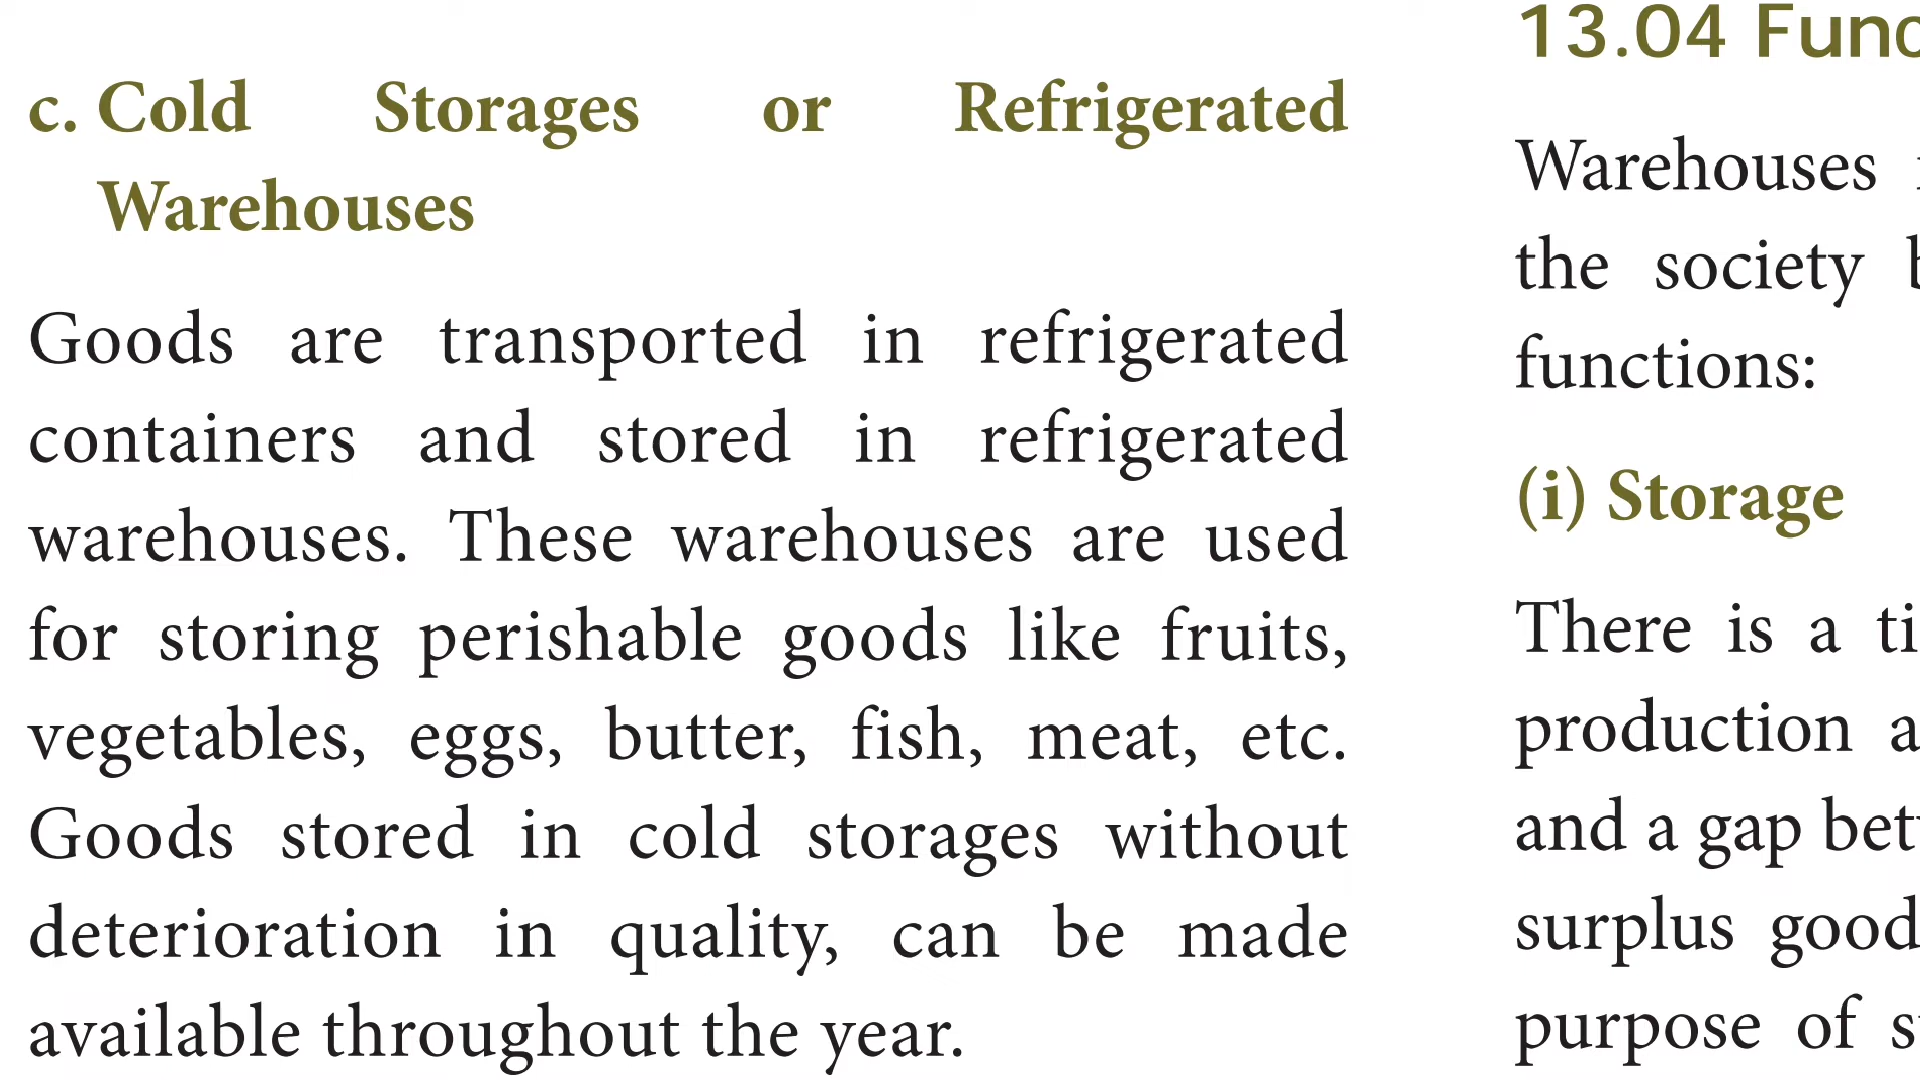 c. Cold Storages or Refrigerated
Warehouses
Goods are transported in refrigerated
containers and stored in refrigerated
warehouses. These warehouses are used
for storing perishable goods like fruits,
vegetables, eggs, butter, fish, meat, etc.
Goods stored in cold storages without
deterioration in quality, can be made
available throughout the year.
13.04
Warehouses
the society
functions:
(i) Storage
There is a
production
and a gap
surplus
purpose of